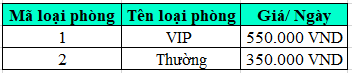 Mã loại phòng Tên loại phòng Giá/ Ngày
1 VIP 550.000 VND
2 Thường 350.000 VND